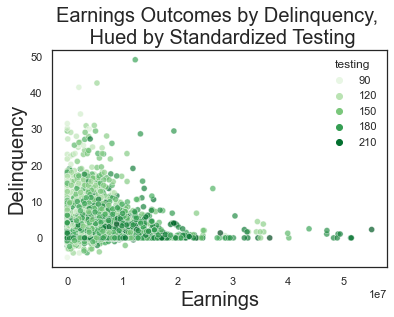 Earnings Outcomes by Delinquency,
Hued by Standardized Testing
testing
90
120
150
180
210
Delinquency
50
40
30
20
10
0
0
1
2
3
4
5
1e7
Earnings